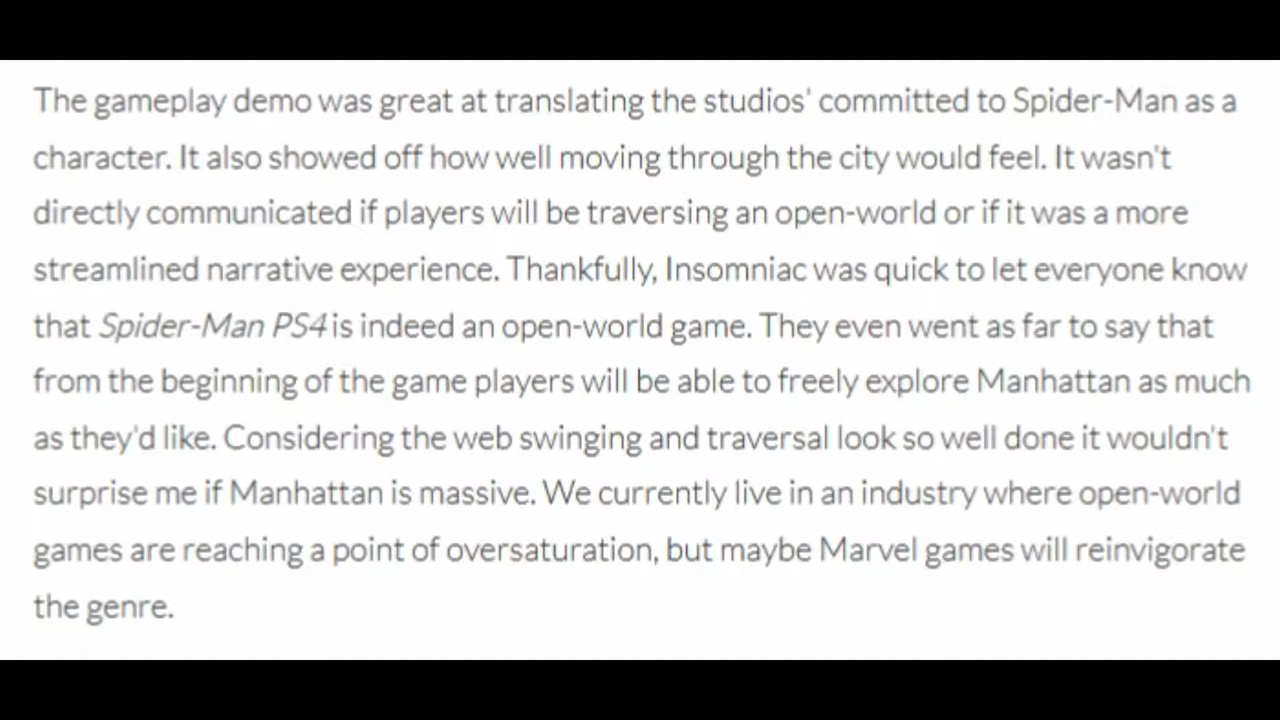 The gameplay demo was great at translating the studios' committed to Spider-Man as a
character. It also showed off how well moving through the city would feel. It wasn't
directly communicated if players will be traversing an open-world or if it was a more
streamlined narrative experience. Thankfully, Insomniac was quick to let everyone know
that Spider-Man PS4 is indeed an open-world game. They even went as far to say that
from the beginning of the game players will be able to freely explore Manhattan as much
as they'd like. Considering the web swinging and traversal look so well done it wouldn't
surprise me if Manhattan is massive. We currently live in an industry where open-world
games are reaching a point of oversaturation, but maybe Marvel games will reinvigorate
the genre.